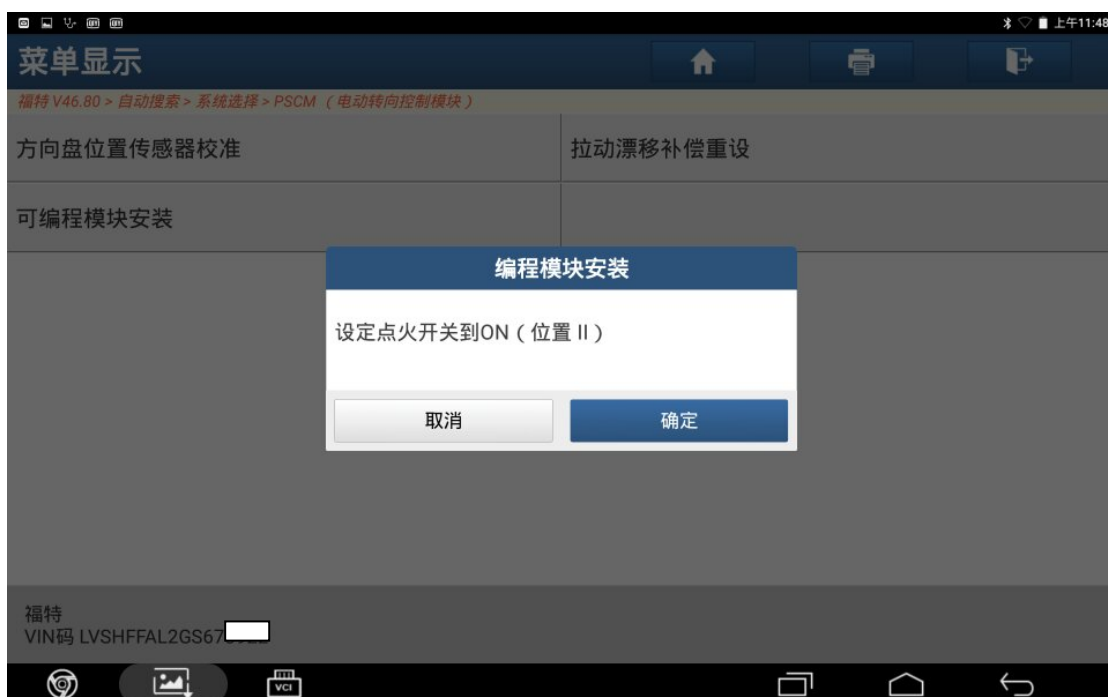 上午11:48
菜单显示
福特 V46.80 > 自动搜索 > 系统选择 > PSCM （电动转向控制模块）
方向盘位置传感器校准
拉动漂移补偿重设
可编程模块安装
编程模块安装
设定点火开关到ON（位置 II）
取消
确定
福特
VIN码 LVSHFFAL2GS67
VCI